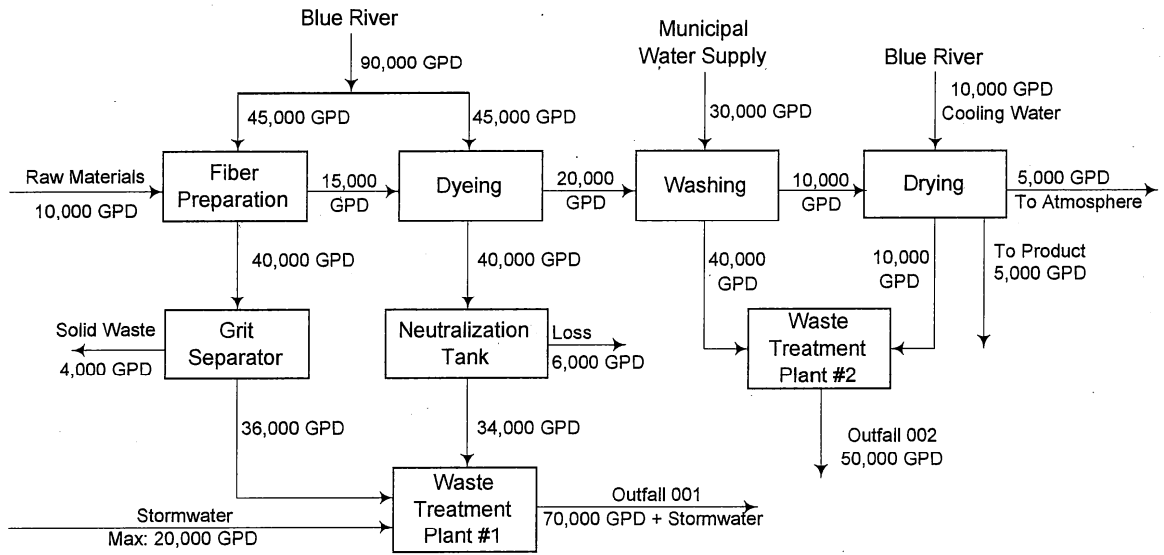 Blue River
90,000 GPD
Municipal
Water Supply
Blue River
45,000 GPD
45,000 GPD
30,000 GPD
10,000 GPD
Cooling Water
Raw Materials
10,000 GPD
Fiber
Preparation
15,000
GPD
Dyeing
20,000
GPD
Washing
10,000
GPD
Drying
5,000 GPD
To Atmosphere
40,000 GPD
40,000 GPD
40,000
GPD
10,000
GPD
To Product
5,000 GPD
Solid Waste
4,000 GPD
Grit
Separator
Neutralization
Tank
Loss
6,000 GPD
Waste
Treatment
Plant #2
36,000 GPD
34,000 GPD
Outfall 002
50,000 GPD
Stormwater
Max: 20,000 GPD
Waste
Treatment
Plant #1
Outfall 001
70,000 GPD + Stormwater